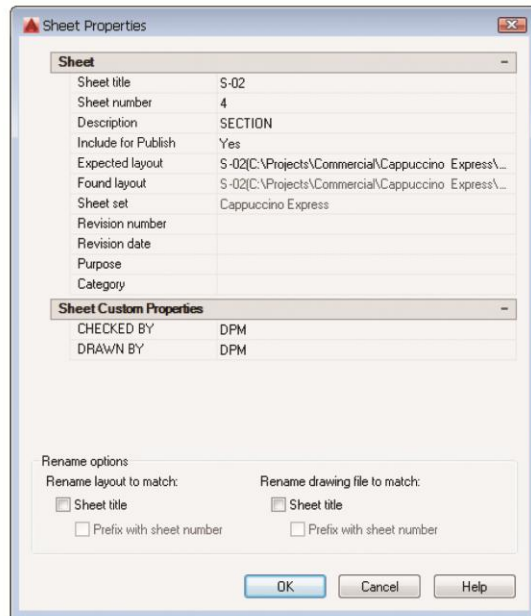 Sheet Properties
Sheet
Sheet title S-02
Sheet number 4
Description SECTION
Include for Publish Yes
Expected layout S-02(C:\Projects\Commercial\Cappuccino Express\...
Found layout S-02(C:\Projects\Commercial\Cappuccino Express\...
Sheet set Cappuccino Express
Revision number
Revision date
Purpose
Category
Sheet Custom Properties
CHECKED BY DPM
DRAWN BY DPM
Rename options
Rename layout to match: Rename drawing file to match:
Sheet title Sheet title
Prefix with sheet number Prefix with sheet number
OK Cancel Help